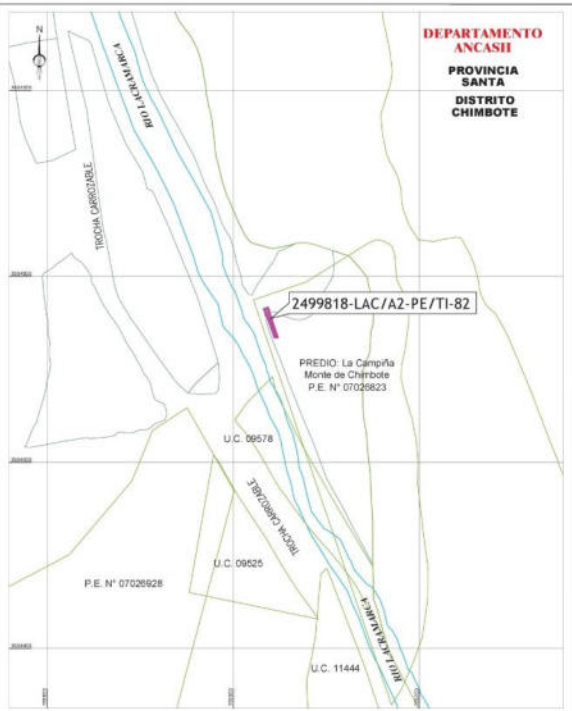 N
DEPARTAMENTO
ANCASH
PROVINCIA
SANTA
DISTRITO
CHIMBOTE
RIO LACRAMARCA
TROCHA CARROZABLE
2499818-LAC/A2-PE/TI-82
PREDIO: La Campiña
Monte de Chimbote
P.E. N° 07026823
U.C. 09578
TROCHA CARROZABLE
U.C. 09525
P.E. N° 07026928
RIO LACRAMARCA
U.C. 11444